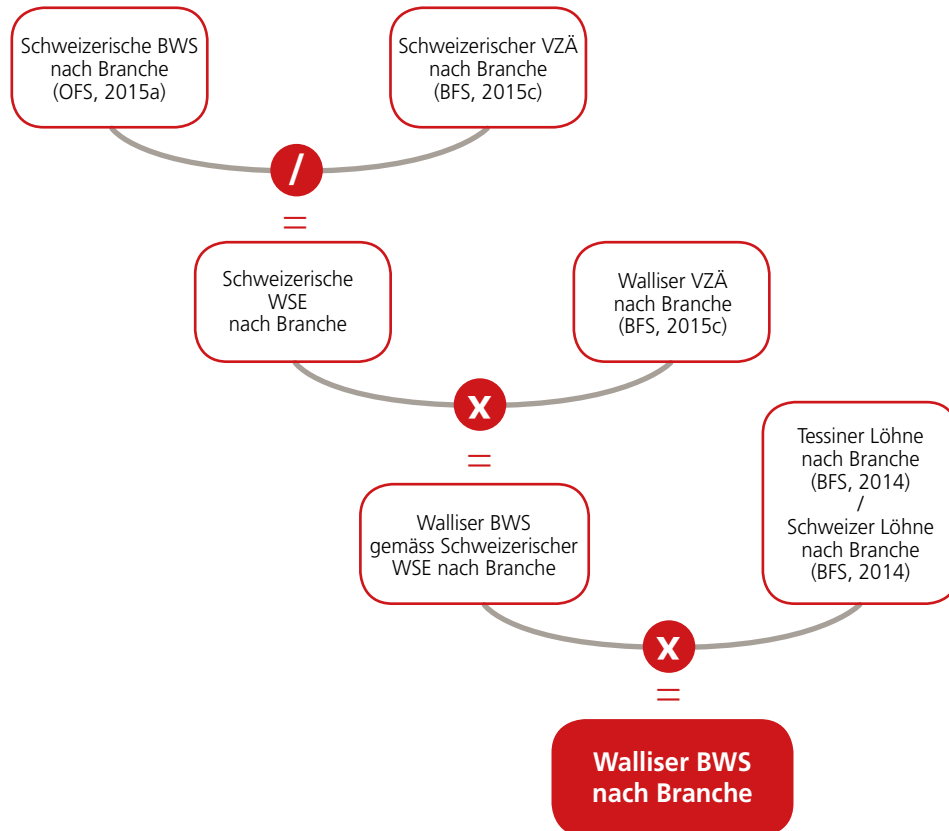 Schweizerische BWS
nach Branche
(OFS, 2015a)
Schweizerischer VZÄ
nach Branche
(BFS, 2015c)
/
=
Schweizerische
WSE
nach Branche
Walliser VZÄ
nach Branche
(BFS, 2015c)
x
=
Walliser BWS
gemäss Schweizerischer
WSE nach Branche
Tessiner Löhne
nach Branche
(BFS, 2014)
/
Schweizer Löhne
nach Branche
(BFS, 2014)
x
=
Walliser BWS
nach Branche